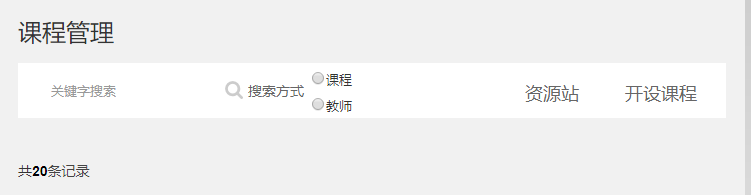 课程管理
关键字搜索 搜索方式 课程
教师
资源站 开设课程
共20条记录